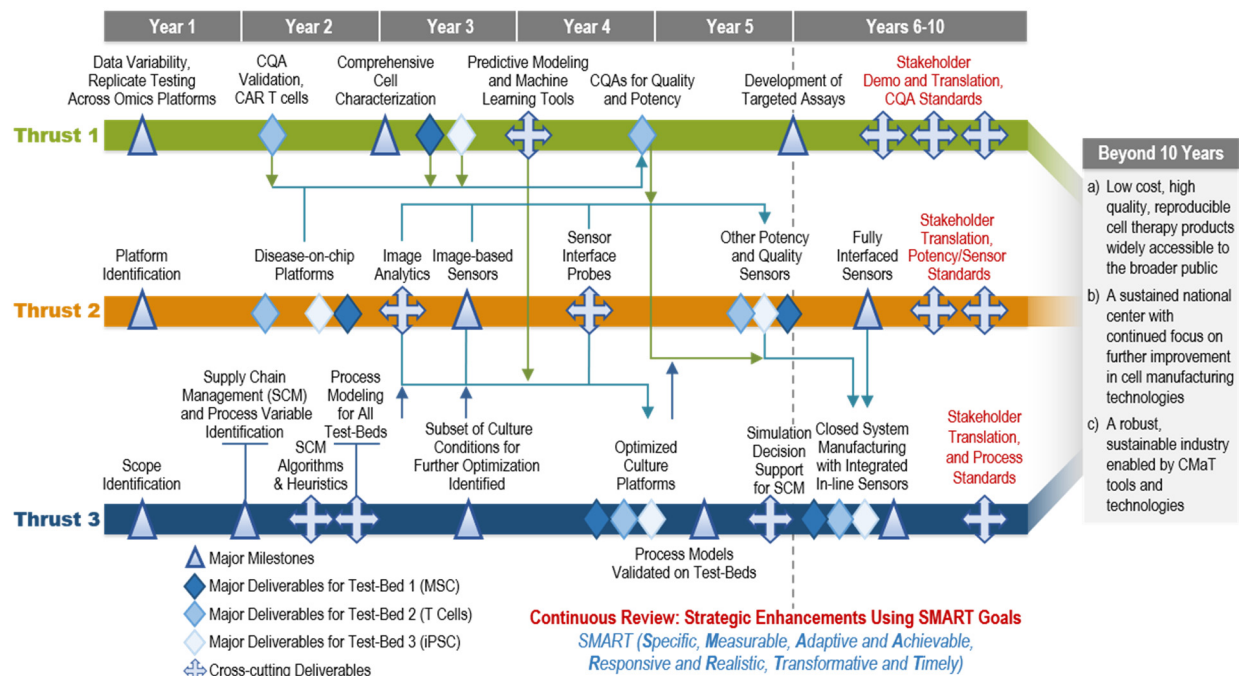 Year 1
Year 2
Year 3
Year 4
Year 5
Years 6-10
Data Variability,
Replicate Testing
Across Omics Platforms
CQA
Validation,
CAR T cells
Comprehensive
Cell
Characterization
Predictive Modeling
and Machine
Learning Tools
CQAs for Quality
and Potency
Development of
Targeted Assays
Stakeholder
Demo and Translation,
CQA Standards
Thrust 1
Platform
Identification
Disease-on-chip
Platforms
Image
Analytics
Image-based
Sensors
Sensor
Interface
Probes
Other Potency
and Quality
Sensors
Fully
Interfaced
Sensors
Stakeholder
Translation,
Potency/Sensor
Standards
Thrust 2
Scope
Identification
Supply Chain
Management (SCM)
and Process Variable
Identification
SCM
Algorithms
& Heuristics
Process
Modeling
for All
Test-Beds
Subset of Culture
Conditions for
Further Optimization
Identified
Optimized
Culture
Platforms
Simulation
Decision
Support
for SCM
Closed System
Manufacturing
with Integrated
In-line Sensors
Stakeholder
Translation,
and Process
Standards
Thrust 3
Process Models
Validated on Test-Beds
Major Milestones
Major Deliverables for Test-Bed 1 (MSC)
Major Deliverables for Test-Bed 2 (T Cells)
Major Deliverables for Test-Bed 3 (iPSC)
Cross-cutting Deliverables
Continuous Review: Strategic Enhancements Using SMART Goals
SMART (Specific, Measurable, Adaptive and Achievable,
Responsive and Realistic, Transformative and Timely)
Beyond 10 Years
a) Low cost, high
quality, reproducible
cell therapy products
widely accessible to
the broader public
b) A sustained national
center with
continued focus on
further improvement
in cell manufacturing
technologies
c) A robust,
sustainable industry
enabled by CMaT
tools and
technologies